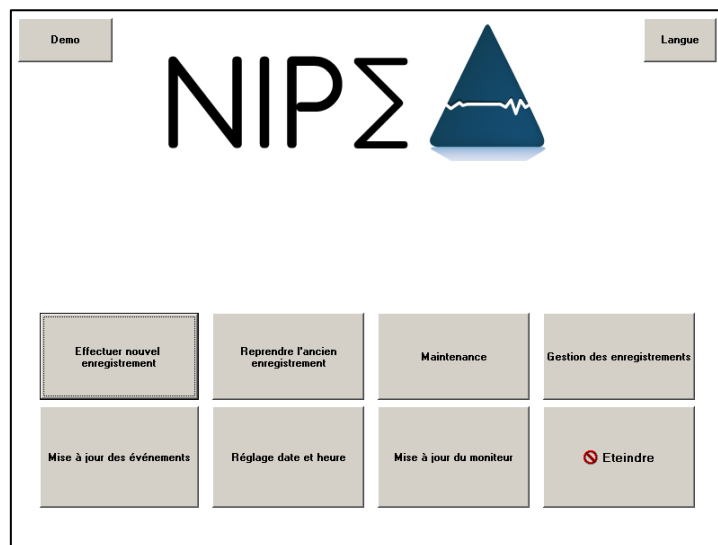 Demo
Langue
NIPE
Effectuer nouvel
enregistrement
Reprendre l'ancien
enregistrement
Maintenance
Gestion des enregistrements
Mise à jour des événements
Réglage date et heure
Mise à jour du moniteur
Eteindre